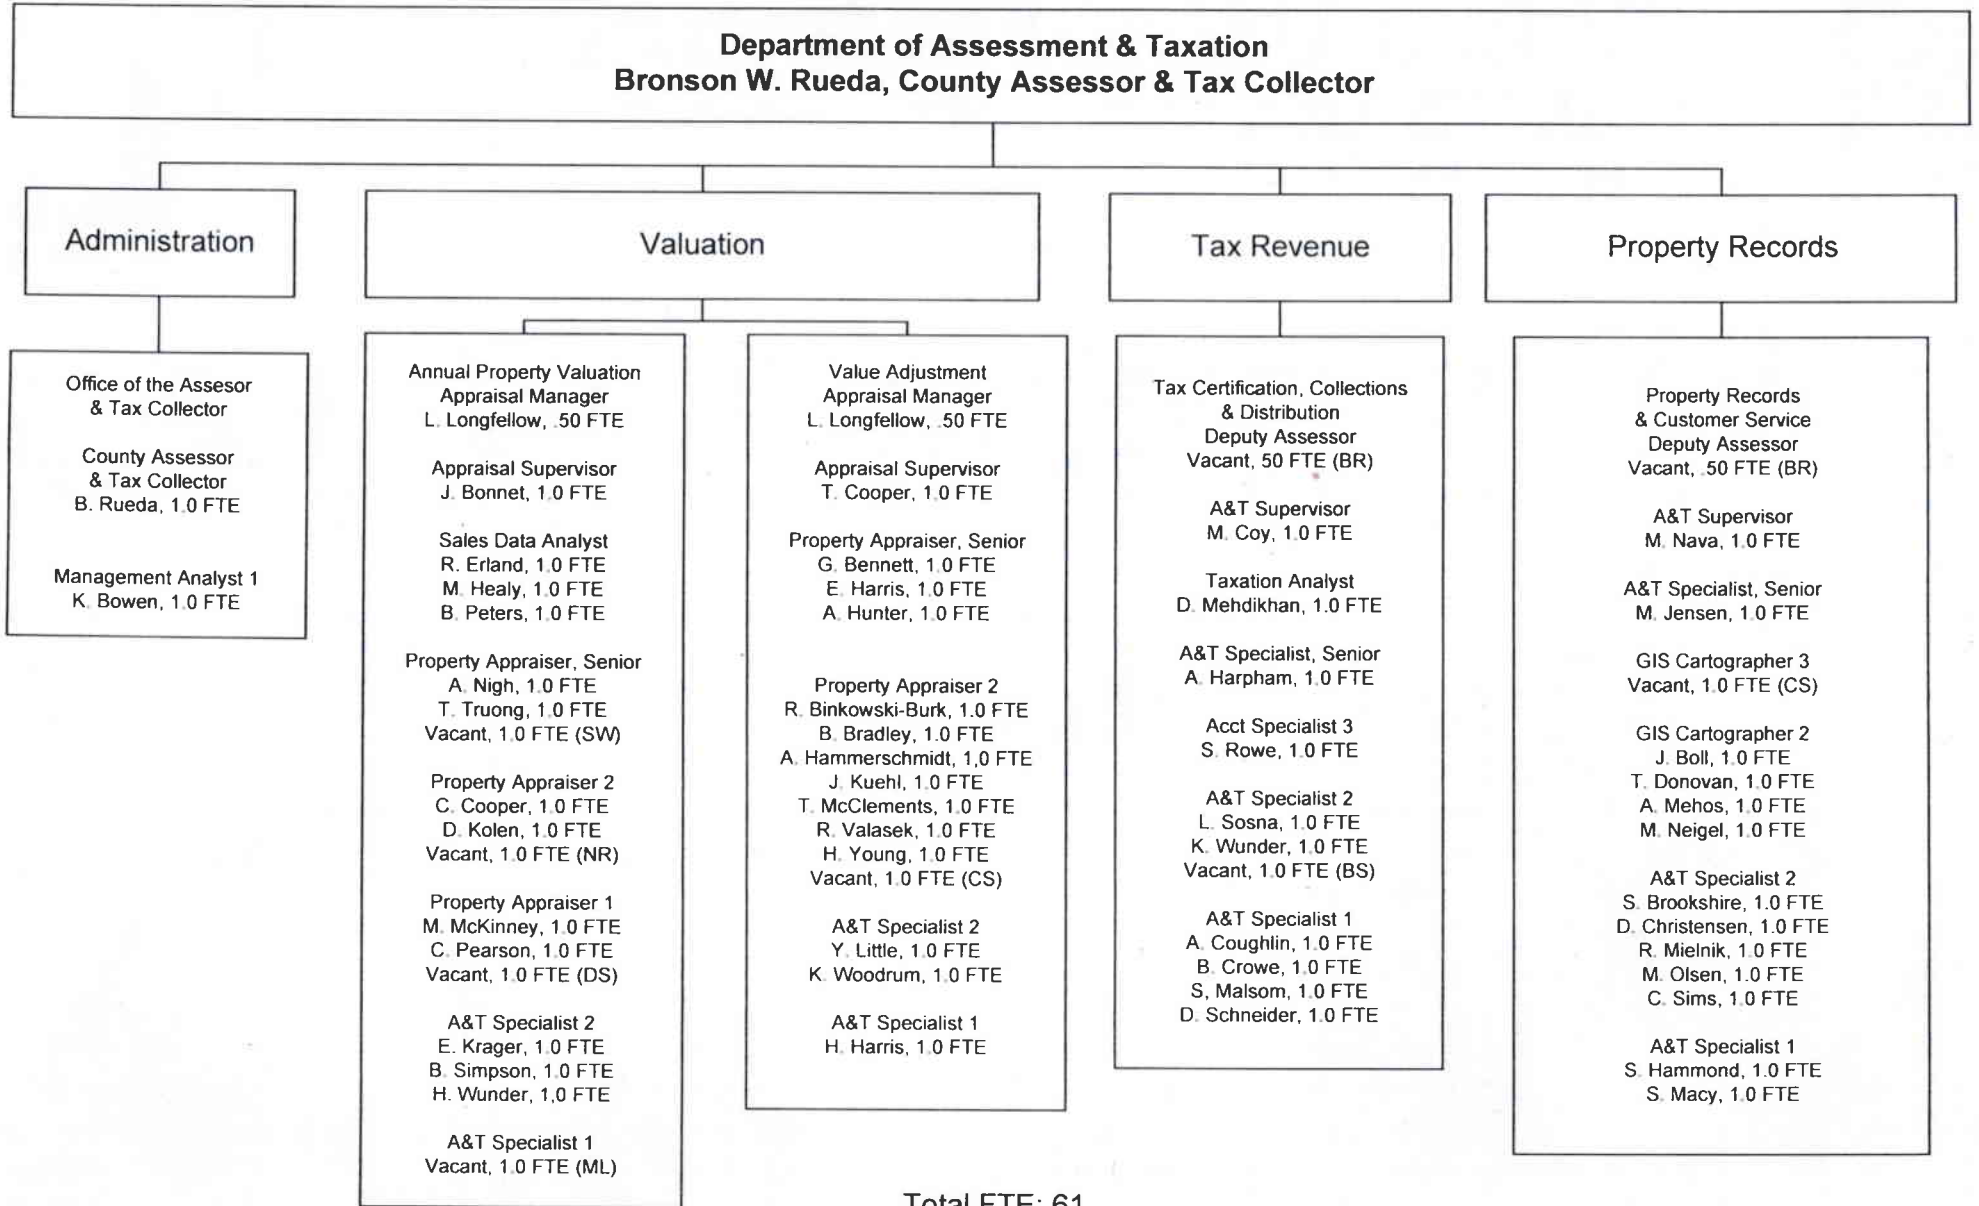 Department of Assessment & Taxation
Bronson W. Rueda, County Assessor & Tax Collector
Administration
Valuation
Tax Revenue
Property Records
Office of the Assesor
& Tax Collector
County Assessor
& Tax Collector
B. Rueda, 1.0 FTE
Management Analyst 1
K. Bowen, 1.0 FTE
Annual Property Valuation
Appraisal Manager
L. Longfellow, .50 FTE
Appraisal Supervisor
J. Bonnet, 1.0 FTE
Sales Data Analyst
R. Erland, 1.0 FTE
M. Healy, 1.0 FTE
B. Peters, 1.0 FTE
Property Appraiser, Senior
A. Nigh, 1.0 FTE
T. Truong, 1.0 FTE
Vacant, 1.0 FTE (SW)
Property Appraiser 2
C. Cooper, 1.0 FTE
D. Kolen, 1.0 FTE
Vacant, 1.0 FTE (NR)
Property Appraiser 1
M. McKinney, 1.0 FTE
C. Pearson, 1.0 FTE
Vacant, 1.0 FTE (DS)
A&T Specialist 2
E. Krager, 1.0 FTE
B. Simpson, 1.0 FTE
H. Wunder, 1,0 FTE
A&T Specialist 1
Vacant, 1.0 FTE (ML)
Value Adjustment
Appraisal Manager
L. Longfellow, .50 FTE
Appraisal Supervisor
T. Cooper, 1.0 FTE
Property Appraiser, Senior
G. Bennett, 1.0 FTE
E. Harris, 1.0 FTE
A. Hunter, 1.0 FTE
Property Appraiser 2
R. Binkowski-Burk, 1.0 FTE
B. Bradley, 1.0 FTE
A. Hammerschmidt, 1,0 FTE
J. Kuehl, 1.0 FTE
T. McClements, 1.0 FTE
R. Valasek, 1.0 FTE
H. Young, 1.0 FTE
Vacant, 1.0 FTE (CS)
A&T Specialist 2
Y. Little, 1.0 FTE
K. Woodrum, 1.0 FTE
A&T Specialist 1
H. Harris, 1.0 FTE
Tax Certification, Collections
& Distribution
Deputy Assessor
Vacant, 50 FTE (BR)
A&T Supervisor
M. Coy, 1.0 FTE
Taxation Analyst
D. Mehdikhan, 1.0 FTE
A&T Specialist, Senior
A. Harpham, 1.0 FTE
Acct Specialist 3
S. Rowe, 1.0 FTE
A&T Specialist 2
L. Sosna, 1.0 FTE
K. Wunder, 1.0 FTE
Vacant, 1.0 FTE (BS)
A&T Specialist 1
A. Coughlin, 1.0 FTE
B. Crowe, 1.0 FTE
S, Malsom, 1.0 FTE
D. Schneider, 1.0 FTE
Property Records
& Customer Service
Deputy Assessor
Vacant, .50 FTE (BR)
A&T Supervisor
M. Nava, 1.0 FTE
A&T Specialist, Senior
M. Jensen, 1.0 FTE
GIS Cartographer 3
Vacant, 1.0 FTE (CS)
GIS Cartographer 2
J. Boll, 1.0 FTE
T. Donovan, 1.0 FTE
A. Mehos, 1.0 FTE
M. Neigel, 1.0 FTE
A&T Specialist 2
S. Brookshire, 1.0 FTE
D. Christensen, 1.0 FTE
R. Mielnik, 1.0 FTE
M. Olsen, 1.0 FTE
C. Sims, 1.0 FTE
A&T Specialist 1
S. Hammond, 1.0 FTE
S. Macy, 1.0 FTE
Total FTE: 61